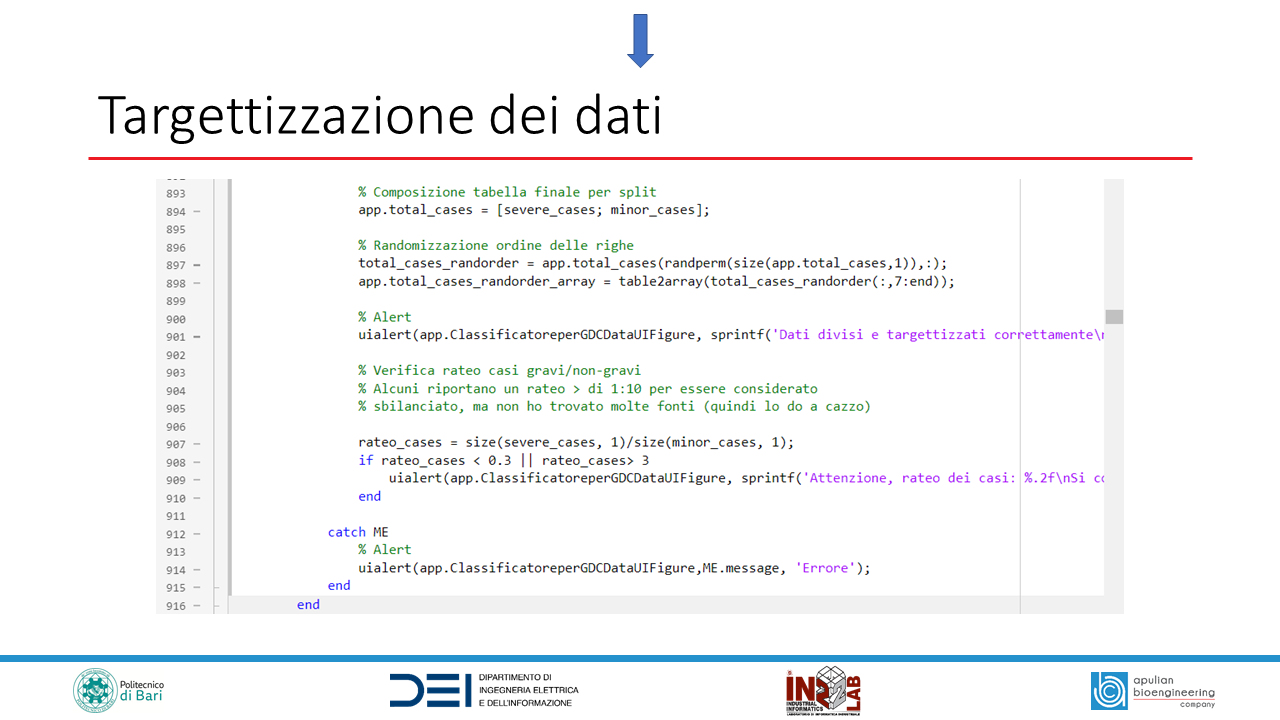 Targettizzazione dei dati
893 % Composizione tabella finale per split
894 – app.total_cases = [severe_cases; minor_cases];
895
896 % Randomizzazione ordine delle righe
897 – total_cases_randorder = app.total_cases(randperm(size(app.total_cases,1)),:);
898 – app.total_cases_randorder_array = table2array(total_cases_randorder(:,7:end));
899
900 % Alert
901 – uialert(app.ClassificatoreperGDCDataUIFigure, sprintf('Dati divisi e targettizzati correttamente\
902
903 % Verifica rateo casi gravi/non-gravi
904 % Alcuni riportano un rateo > di 1:10 per essere considerato
905 % sbilanciato, ma non ho trovato molte fonti (quindi lo do a cazzo)
906
907 – rateo_cases = size(severe_cases, 1)/size(minor_cases, 1);
908 – if rateo_cases < 0.3 || rateo_cases> 3
909 – uialert(app.ClassificatoreperGDCDataUIFigure, sprintf('Attenzione, rateo dei casi: %.2f\nSi
910 – end
911
912 – catch ME
913 % Alert
914 – uialert(app.ClassificatoreperGDCDataUIFigure,ME.message, 'Errore');
915 – end
916 – end
Politecnico
di Bari
DEI
DIPARTIMENTO DI
INGEGNERIA ELETTRICA
E DELL'INFORMAZIONE
INDUSTRIAL
INFORMATICS
LAB
LABORATORIO DI INFORMATICA INDUSTRIALE
apulian
bioengineering
company